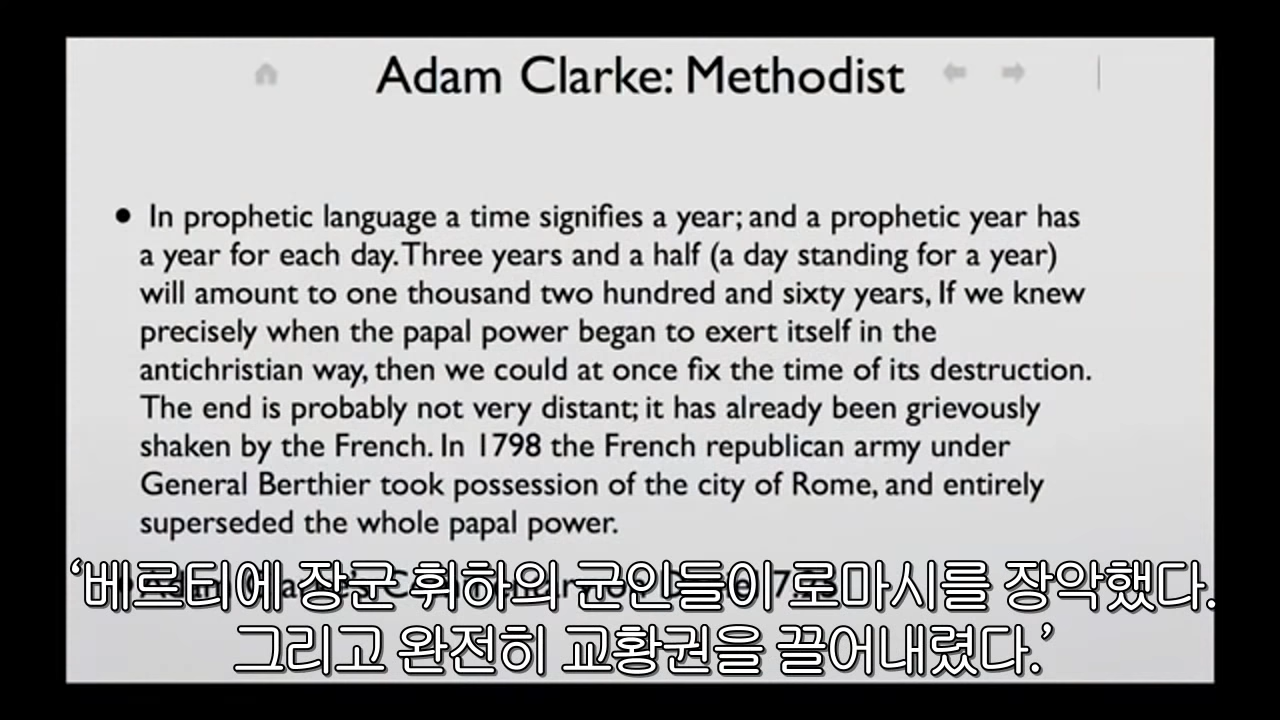 Adam Clarke: Methodist
• In prophetic language a time signifies a year; and a prophetic year has
a year for each day. Three years and a half (a day standing for a year)
will amount to one thousand two hundred and sixty years, If we knew
precisely when the papal power began to exert itself in the
antichristian way, then we could at once fix the time of its destruction.
The end is probably not very distant; it has already been grievously
shaken by the French. In 1798 the French republican army under
General Berthier took possession of the city of Rome, and entirely
superseded the whole papal power.
‘베르티에 장군 휘하의 군인들이 로마시를 장악했다.
그리고 완전히 교황권을 끌어내렸다.’